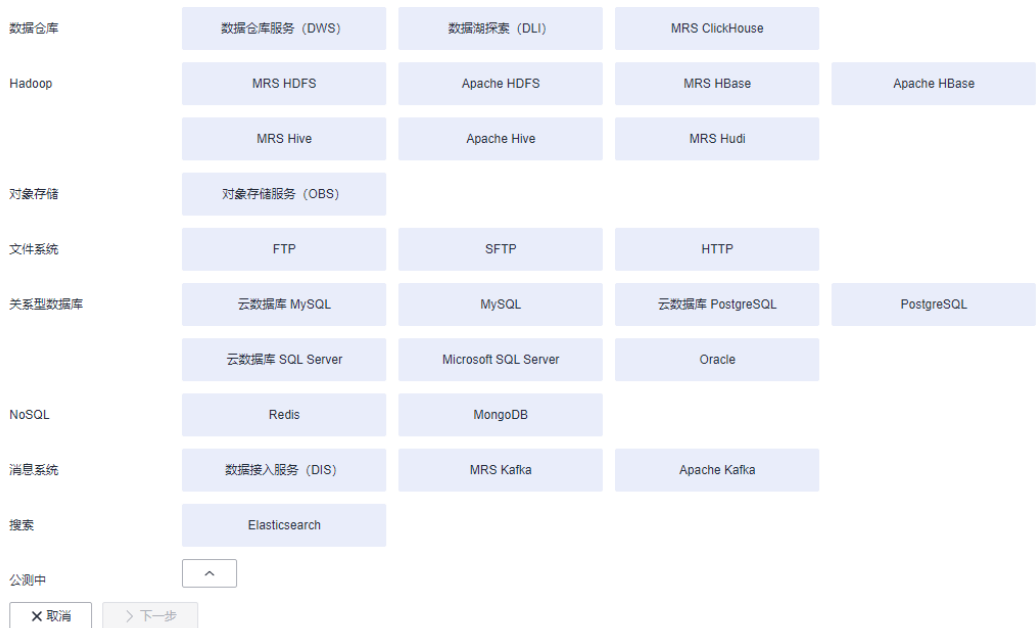 数据仓库 数据仓库服务（DWS） 数据湖探索（DLI） MRS ClickHouse
Hadoop MRS HDFS Apache HDFS MRS HBase Apache HBase
MRS Hive Apache Hive MRS Hudi
对象存储 对象存储服务（OBS）
文件系统 FTP SFTP HTTP
关系型数据库 云数据库 MySQL MySQL 云数据库 PostgreSQL PostgreSQL
云数据库 SQL Server Microsoft SQL Server Oracle
NoSQL Redis MongoDB
消息系统 数据接入服务（DIS） MRS Kafka Apache Kafka
搜索 Elasticsearch
公测中
取消 下一步